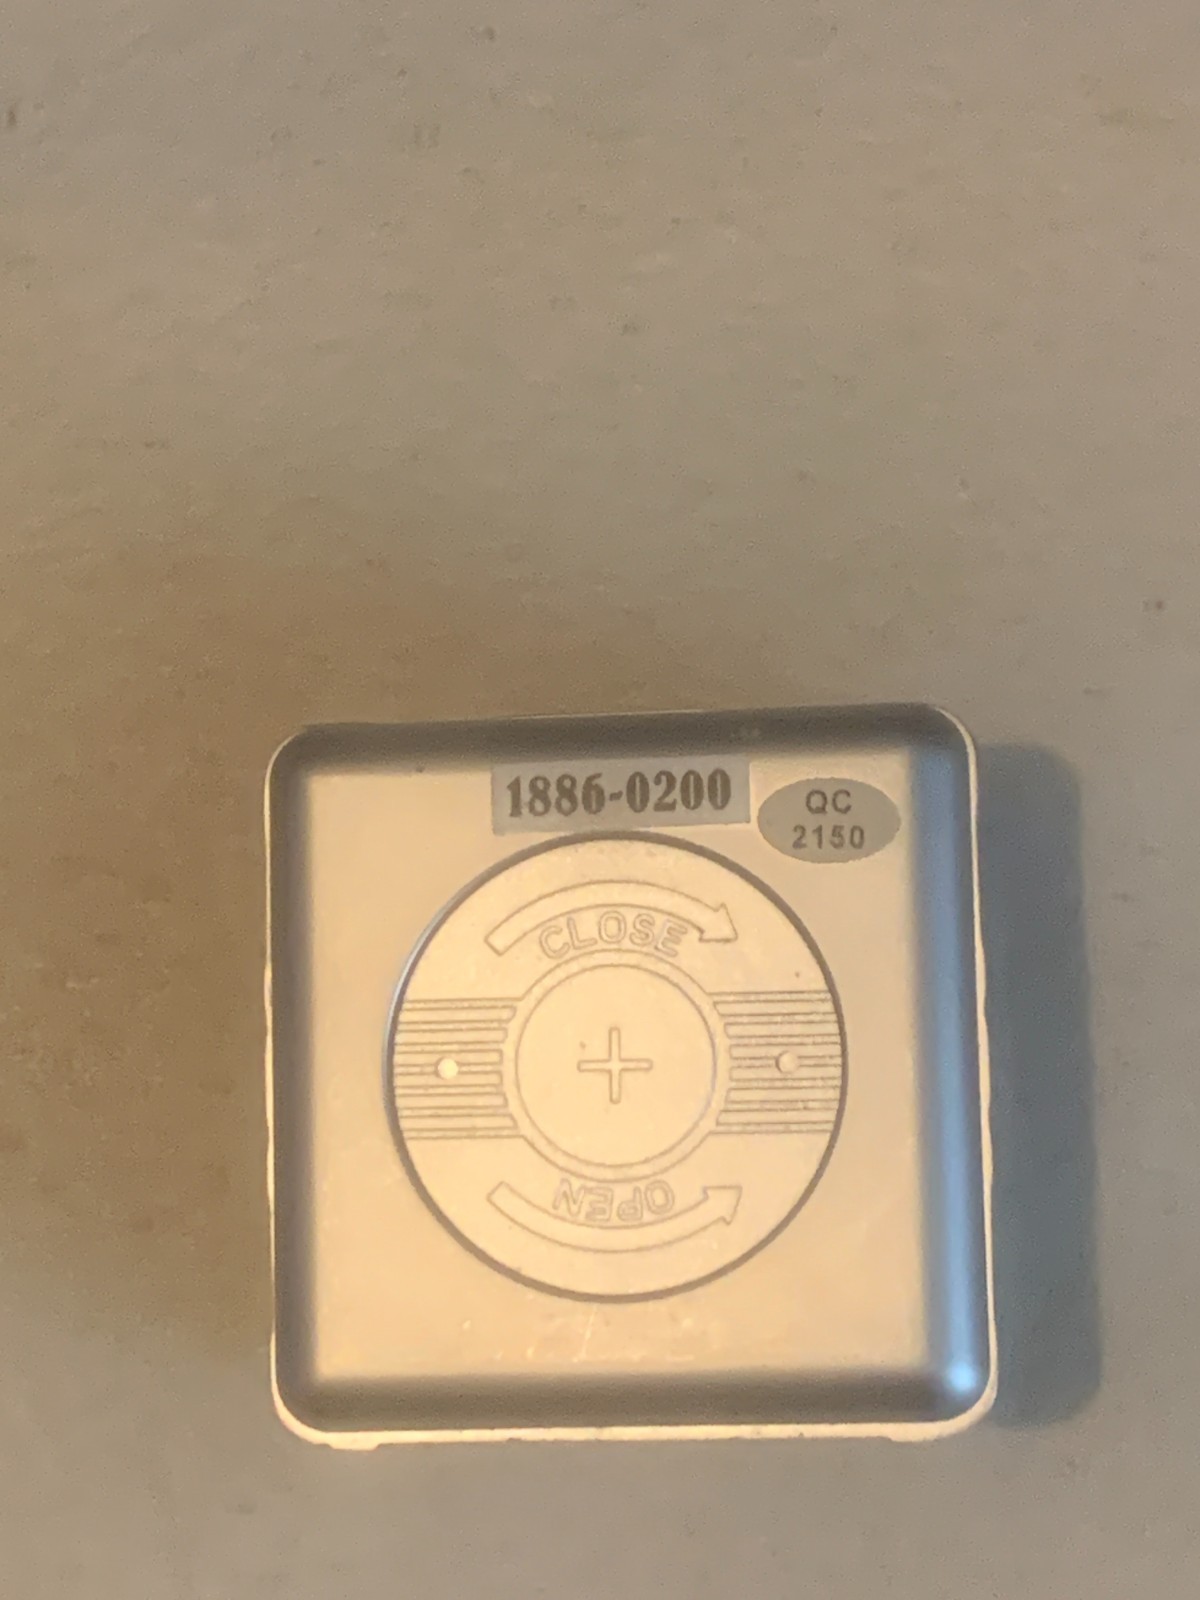 1886-0200
QC
2150
CLOSE
+
OPEN